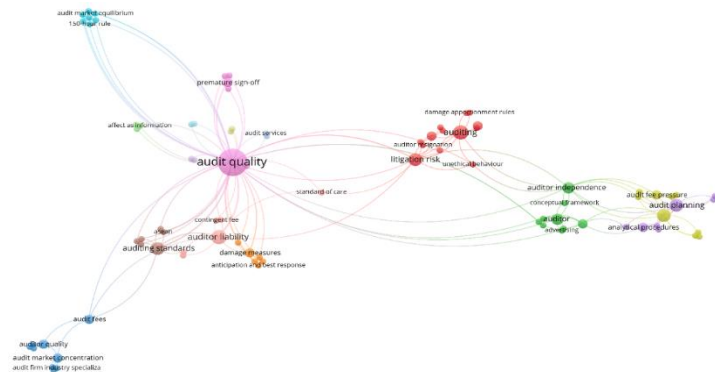 audit market equilibrium
150-hour rule
premature sign-off
affect as information
audit services
audit quality
damage apportionment rules
auditing
auditor resignation
litigation risk
unethical behaviour
standard of care
auditor independence
conceptual framework
audit fee pressure
audit planning
auditor
advertising
analytical procedures
contingent fee
asean
auditor liability
auditing standards
damage measures
anticipation and best response
audit fees
auditor quality
audit market concentration
audit firm industry specializa